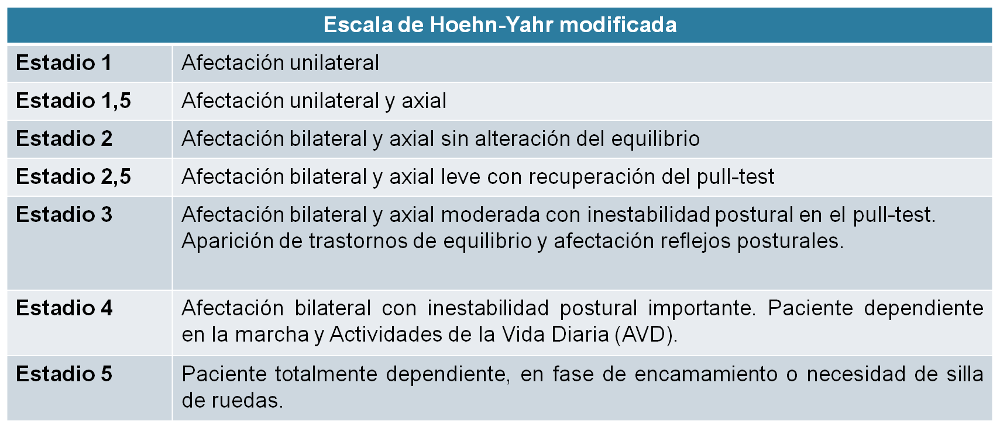 Escala de Hoehn-Yahr modificada
Estadio 1 Afectación unilateral
Estadio 1,5 Afectación unilateral y axial
Estadio 2 Afectación bilateral y axial sin alteración del equilibrio
Estadio 2,5 Afectación bilateral y axial leve con recuperación del pull-test
Estadio 3 Afectación bilateral y axial moderada con inestabilidad postural en el pull-test.
Aparición de trastornos de equilibrio y afectación reflejos posturales.
Estadio 4 Afectación bilateral con inestabilidad postural importante. Paciente dependiente
en la marcha y Actividades de la Vida Diaria (AVD).
Estadio 5 Paciente totalmente dependiente, en fase de encamamiento o necesidad de silla
de ruedas.